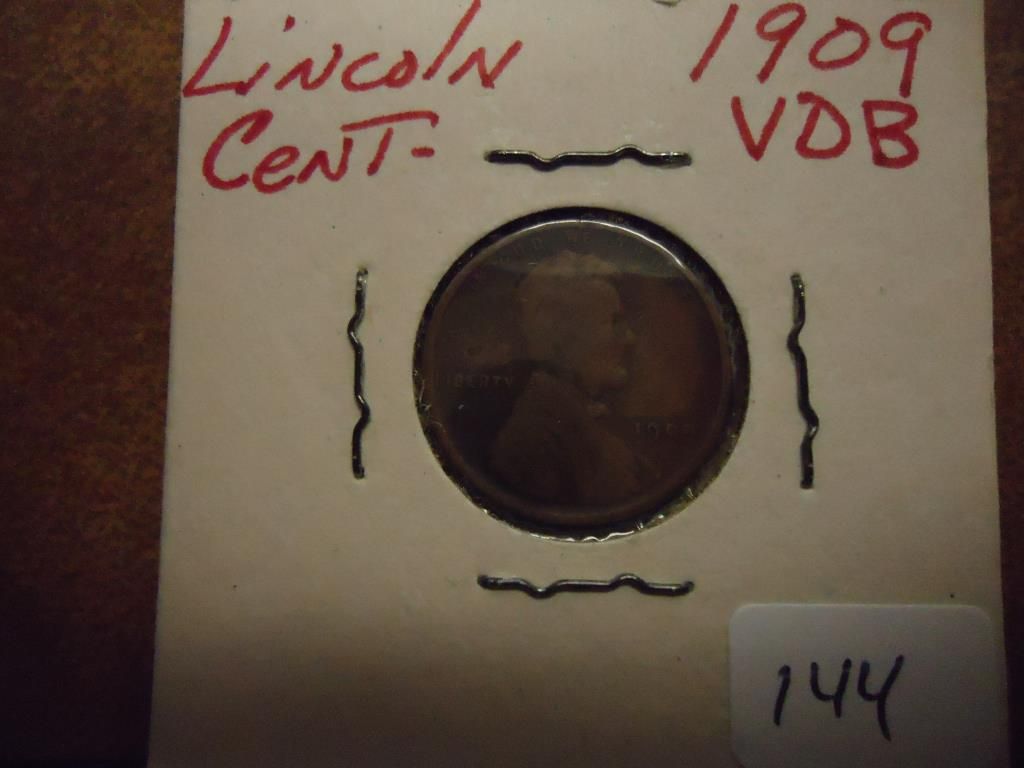 Lincoln 1909
Cent- VDB
LIBERTY
144